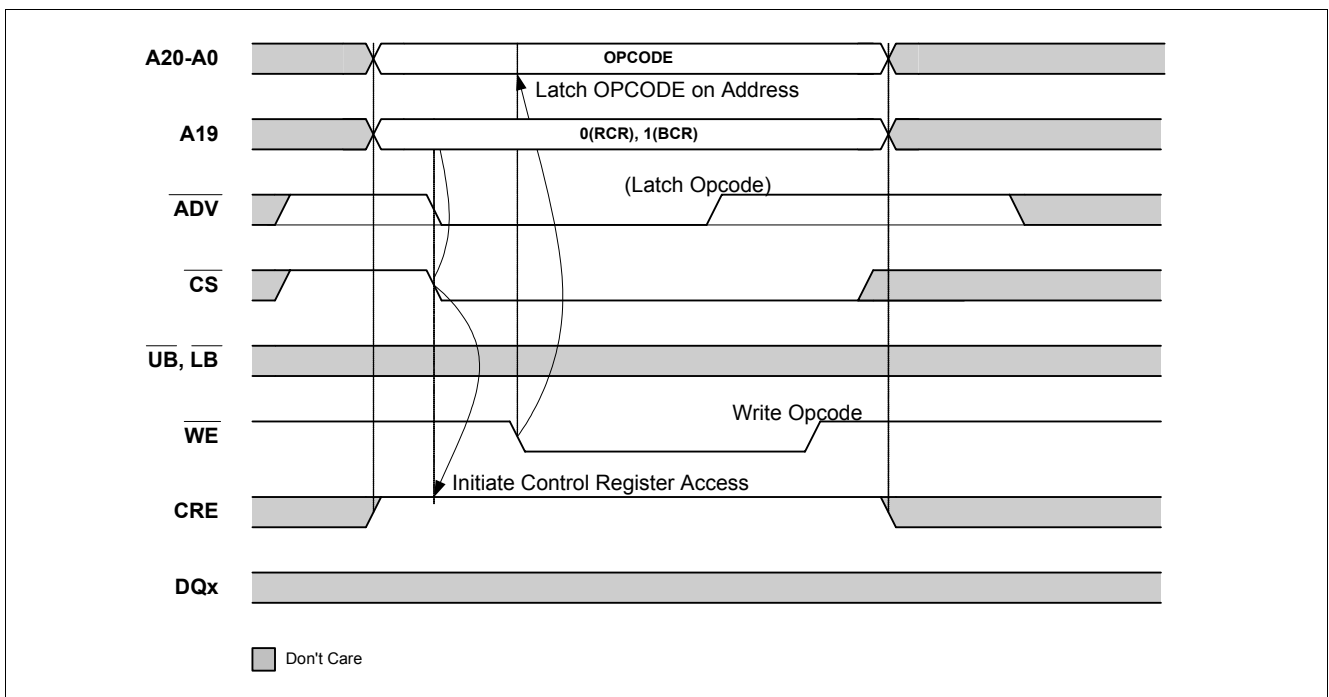 A20-A0
OPCODE
Latch OPCODE on Address
A19
0(RCR), 1(BCR)
(Latch Opcode)
ADV
CS
UB, LB
Write Opcode
WE
Initiate Control Register Access
CRE
DQx
Don't Care